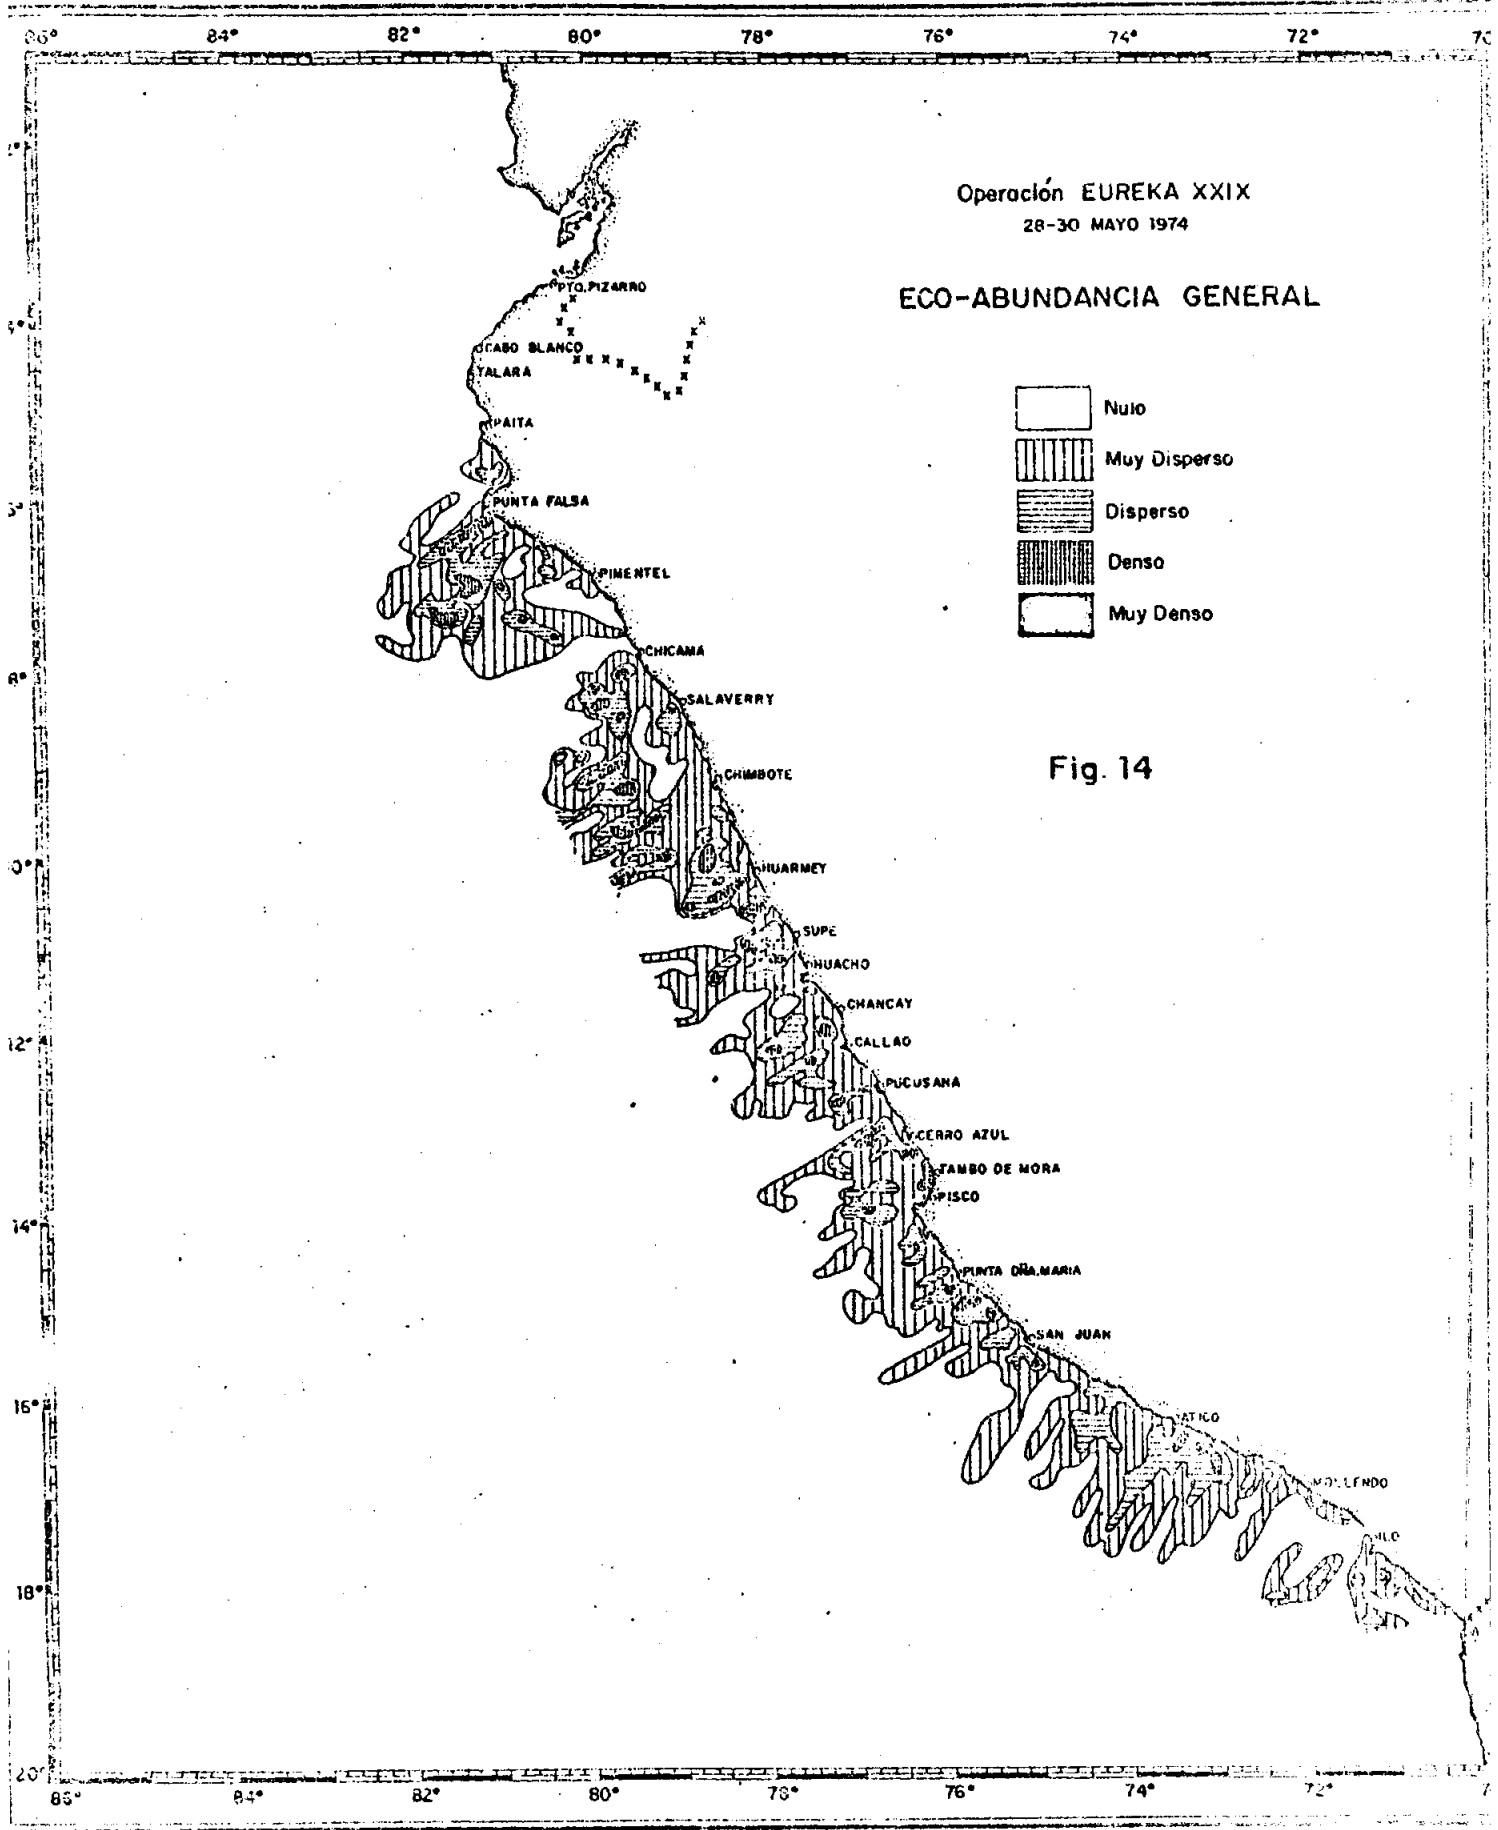 86° 84° 82° 80° 78° 76° 74° 72°
Operación EUREKA XXIX
28-30 MAYO 1974
PTO. PIZARRO
ECO-ABUNDANCIA GENERAL
CABO BLANCO
TALARA
Nulo
PAITA
Muy Disperso
PUNTA FALSA
Disperso
PIMENTEL
Denso
Muy Denso
CHICAMA
8°
SALAVERRY
Fig. 14
CHIMBOTE
HUARMEY
SUPE
HUACHO
CHANCAY
12°
CALLAO
PUCUSANA
CERRO AZUL
TAMBO DE MORA
PISCO
14°
PUNTA DÑA. MARIA
SAN JUAN
16°
ATICO
MOLLENDO
ILO
18°
20°
86° 84° 82° 80° 78° 76° 74° 72°